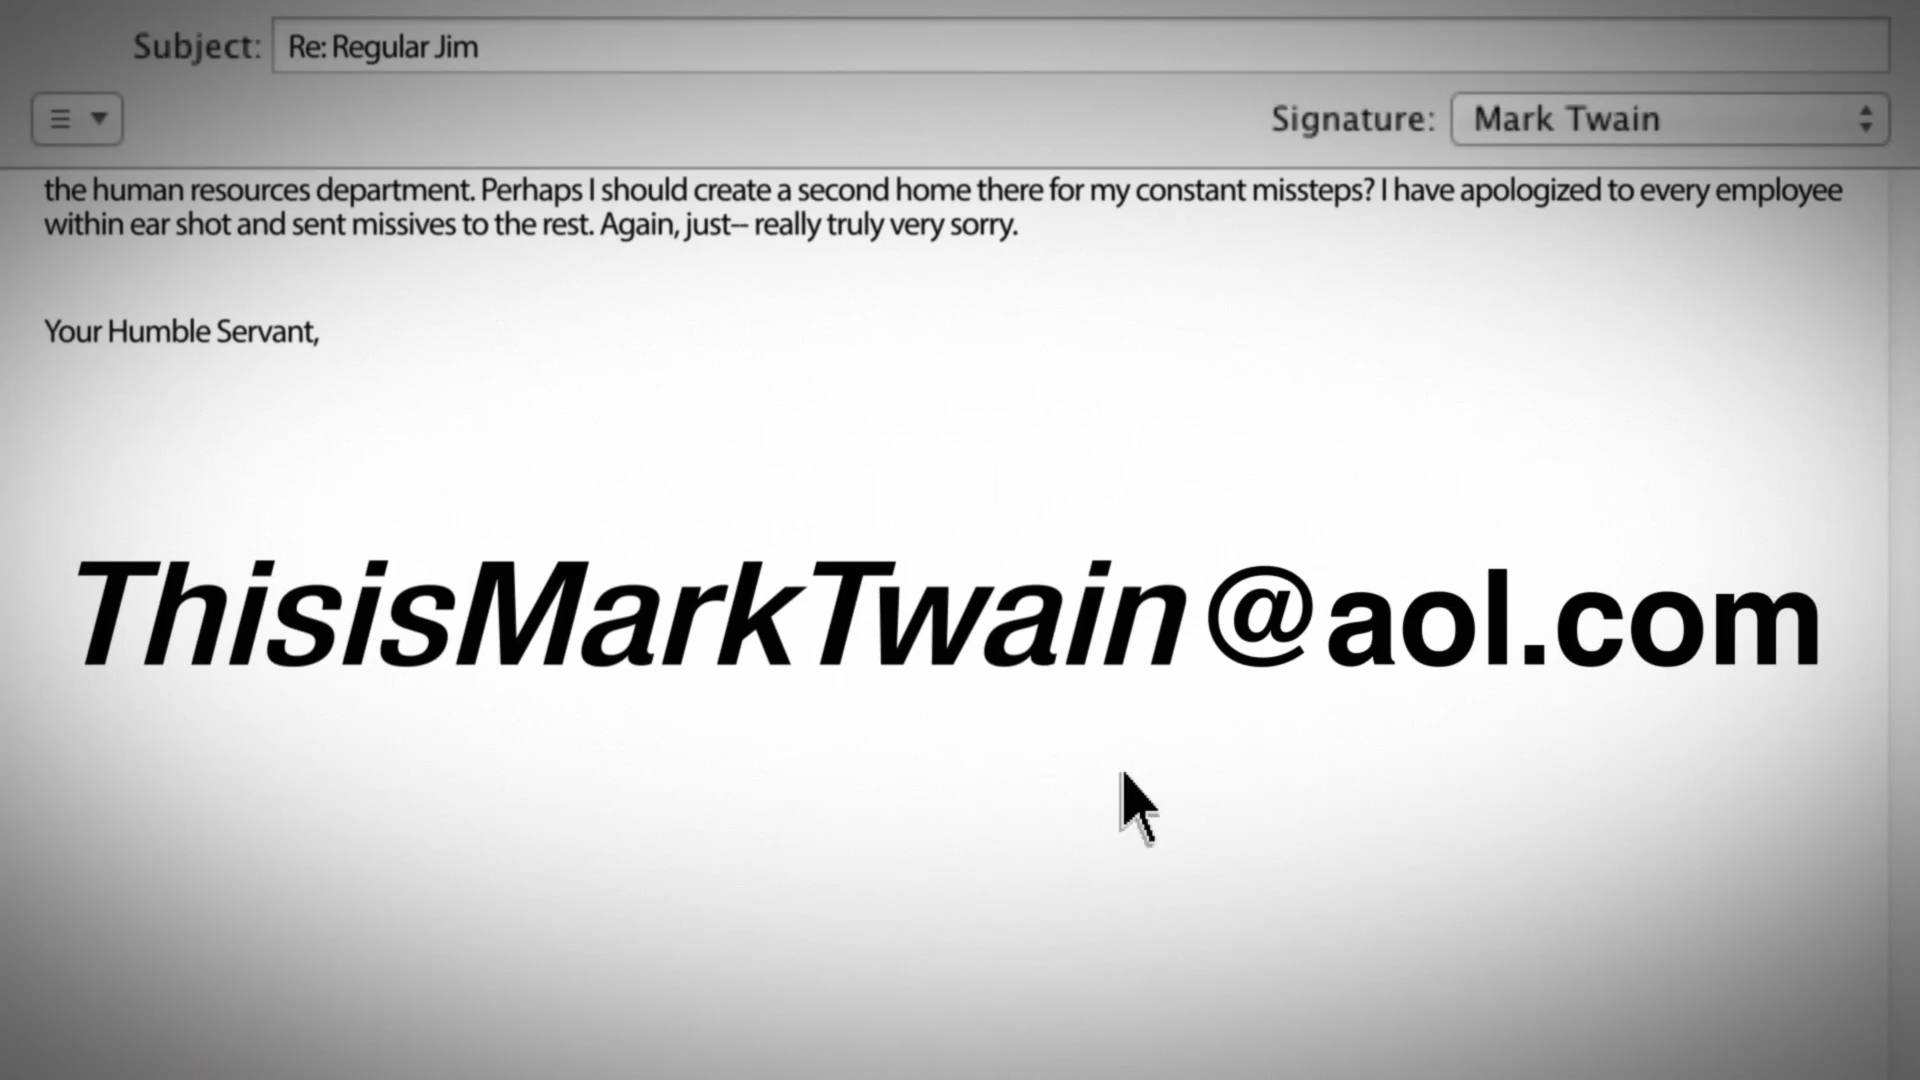 Subject: Re: Regular Jim
Signature: Mark Twain
the human resources department. Perhaps I should create a second home there for my constant missteps? I have apologized to every employee
within ear shot and sent missives to the rest. Again, just-- really truly very sorry.
Your Humble Servant,
ThisisMarkTwain@aol.com